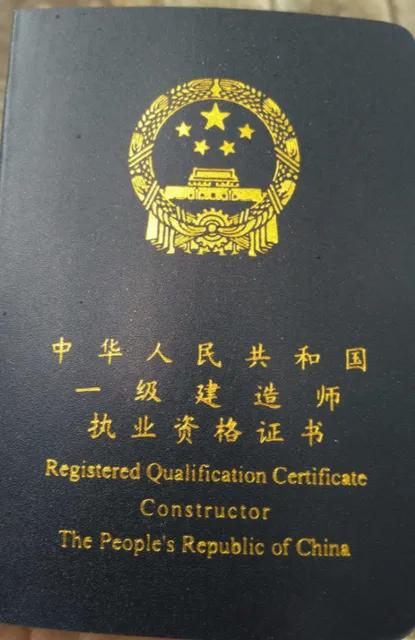 中华人民共和国
一级建造师
执业资格证书
Registered Qualification Certificate
Constructor
The People's Republic of China